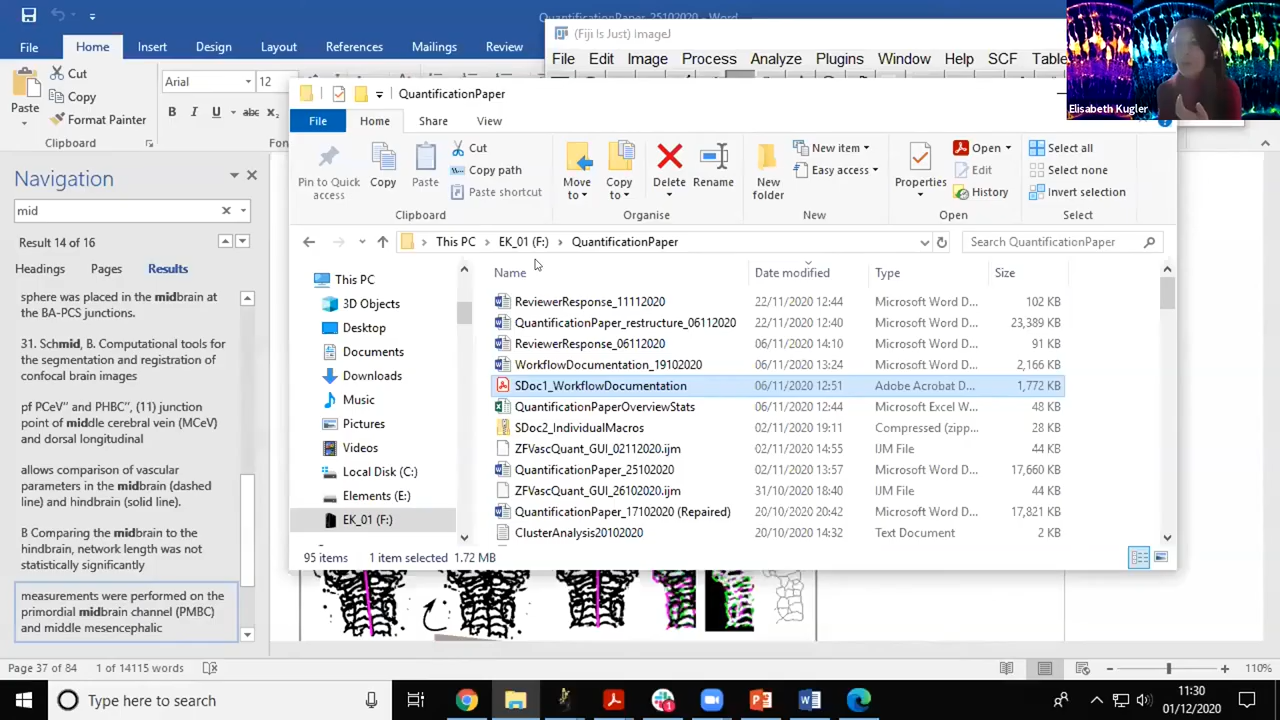 QuantificationPaper_25102020 - Word
File
Home
Insert
Design
Layout
References
Mailings
Review
(Fiji Is Just) ImageJ
File Edit Image Process Analyze Plugins Window Help SCF Table
Elisabeth Kugler
Paste
Cut
Copy
Format Painter
Clipboard
Arial
12
B I U abc
Navigation
mid
Result 14 of 16
Headings
Pages
Results
sphere was placed in the midbrain at
the BA-PCS junctions.
31. Schmid, B. Computational tools for
the segmentation and registration of
confocal brain images
pf PCeV" and PHBC", (11) junction
point of middle cerebral vein (MCeV)
and dorsal longitudinal
allows comparison of vascular
parameters in the midbrain (dashed
line) and hindbrain (solid line).
B Comparing the midbrain to the
hindbrain, network length was not
statistically significantly
measurements were performed on the
primordial midbrain channel (PMBC)
and middle mesencephalic
QuantificationPaper
File
Home
Share
View
Pin to Quick
access
Copy
Paste
Cut
Copy path
Paste shortcut
Clipboard
Move
to
Copy
to
Delete
Rename
Organise
New
folder
New item
Easy access
New
Properties
Open
Edit
History
Open
Select all
Select none
Invert selection
Select
This PC
EK_01 (F:)
QuantificationPaper
Search QuantificationPaper
This PC
3D Objects
Desktop
Documents
Downloads
Music
Pictures
Videos
Local Disk (C:)
Elements (E:)
EK_01 (F:)
Name Date modified Type Size
ReviewerResponse_11112020 22/11/2020 12:44 Microsoft Word D... 102 KB
QuantificationPaper_restructure_06112020 22/11/2020 12:40 Microsoft Word D... 23,389 KB
ReviewerResponse_06112020 06/11/2020 14:10 Microsoft Word D... 91 KB
WorkflowDocumentation_19102020 06/11/2020 13:24 Microsoft Word D... 2,166 KB
SDoc1_WorkflowDocumentation 06/11/2020 12:51 Adobe Acrobat D... 1,772 KB
QuantificationPaperOverviewStats 06/11/2020 12:44 Microsoft Excel W... 48 KB
SDoc2_IndividualMacros 02/11/2020 19:11 Compressed (zipp... 28 KB
ZFVascQuant_GUI_02112020.ijm 02/11/2020 14:55 IJM File 44 KB
QuantificationPaper_25102020 02/11/2020 13:57 Microsoft Word D... 17,660 KB
ZFVascQuant_GUI_26102020.ijm 31/10/2020 18:40 IJM File 44 KB
QuantificationPaper_17102020 (Repaired) 20/10/2020 20:42 Microsoft Word D... 17,821 KB
ClusterAnalysis20102020 20/10/2020 14:32 Text Document 2 KB
95 items 1 item selected 1.72 MB
Page 37 of 84 1 of 14115 words
110%
Type here to search
11:30
01/12/2020